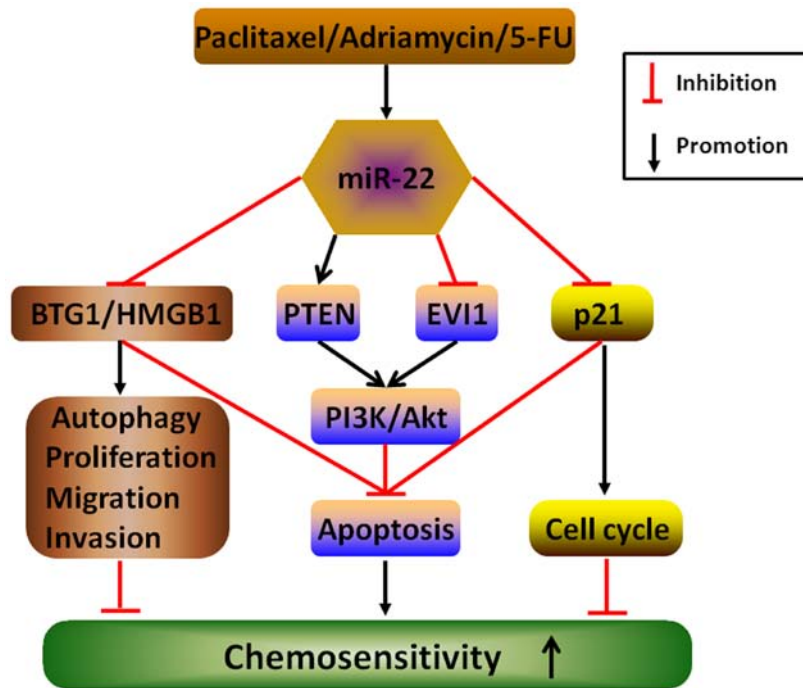 Paclitaxel/Adriamycin/5-FU
Inhibition
Promotion
miR-22
BTG1/HMGB1
PTEN
EVI1
p21
PI3K/Akt
Autophagy
Proliferation
Migration
Invasion
Apoptosis
Cell cycle
Chemosensitivity ↑